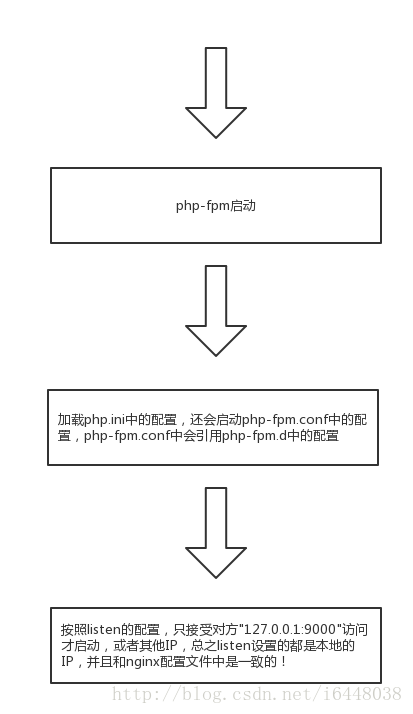 php-fpm启动
加载php.ini中的配置，还会启动php-fpm.conf中的配
置，php-fpm.conf中会引用php-fpm.d中的配置
按照listen的配置，只接受对方"127.0.0.1:9000"访问
才启动，或者其他IP，总之listen设置的都是本地的
IP，并且和nginx配置文件中是一致的！
http://blog.csdn.net/i6448038